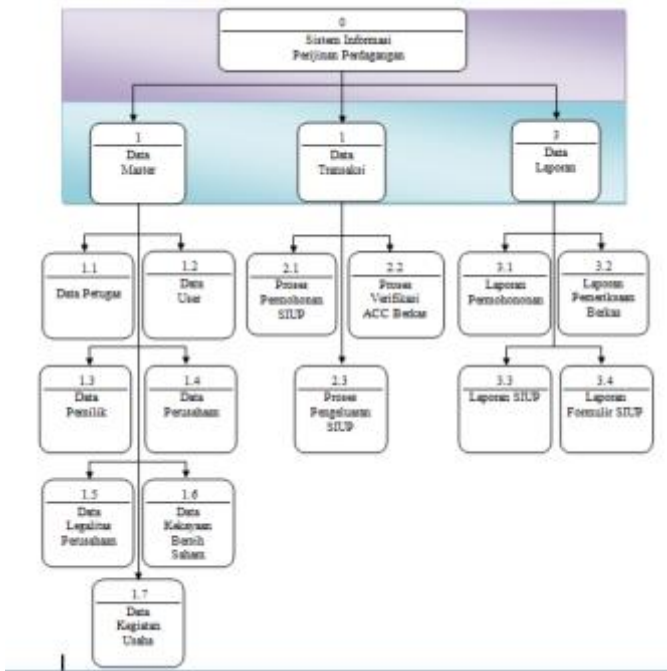 0
Sistem Informasi
Perijinan Perdagangan
1
Data
Master
1
Data
Transaksi
3
Data
Laporan
1.1
Data Petugas
1.2
Data
User
2.1
Proses
Permohonan
SIUP
2.2
Proses
Verifikasi
ACC Berkas
3.1
Laporan
Permohononan
3.2
Laporan
Pemeriksaan
Berkas
1.3
Data
Pemilik
1.4
Data
Perusaham
2.3
Proses
Pengeluaran
SIUP
3.3
Laporan SIUP
3.4
Laporan
Formulir SIUP
1.5
Data
Legalitas
Perusaham
1.6
Data
Kekayaan
Bersih
Saham
1.7
Data
Kegiatan
Usaha